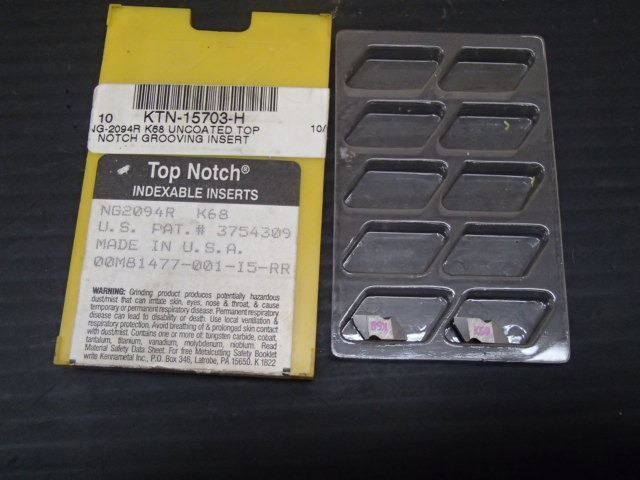 10 KTN-15703-H
NG-2094R K68 UNCOATED TOP 10/
NOTCH GROOVING INSERT
Top Notch®
INDEXABLE INSERTS
NG2094R K68
U.S. PAT.# 3754309
MADE IN U.S.A.
00M81477-001-I5-RR
WARNING: Grinding product produces potentially hazardous
dust/mist that can irritate skin, eyes, nose & throat, & cause
temporary or permanent respiratory disease. Permanent respiratory
disease can lead to disability or death. Use local ventilation &
respiratory protection. Avoid breathing of & prolonged skin contact
with dust/mist. Contains one or more of: tungsten carbide, cobalt,
tantalum, titanium, vanadium, molybdenum, niobium. Read
Material Safety Data Sheet. For free Metalcutting Safety Booklet
write Kennametal Inc., P.O. Box 346, Latrobe, PA 15650. K 1822
K68
K68